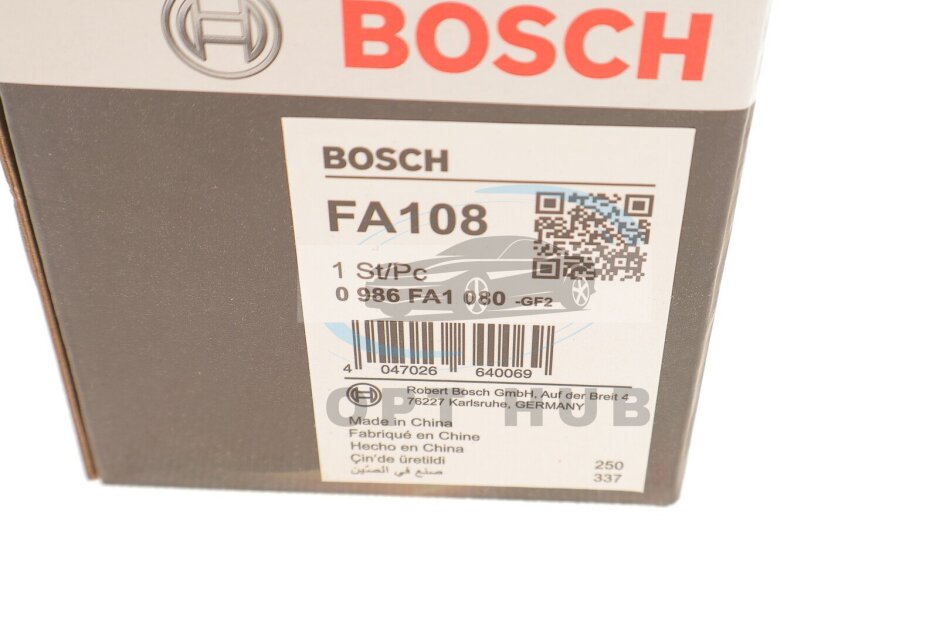 BOSCH
BOSCH
FA108
1 St/Pc
0 986 FA1 080 -GF2
4 047026 640069
Robert Bosch GmbH, Auf der Breit 4
76227 Karlsruhe, GERMANY
OPT HUB
Made in China
Fabriqué en Chine
Hecho en China
Çin'de üretildi
صنع في الصّين
250
337